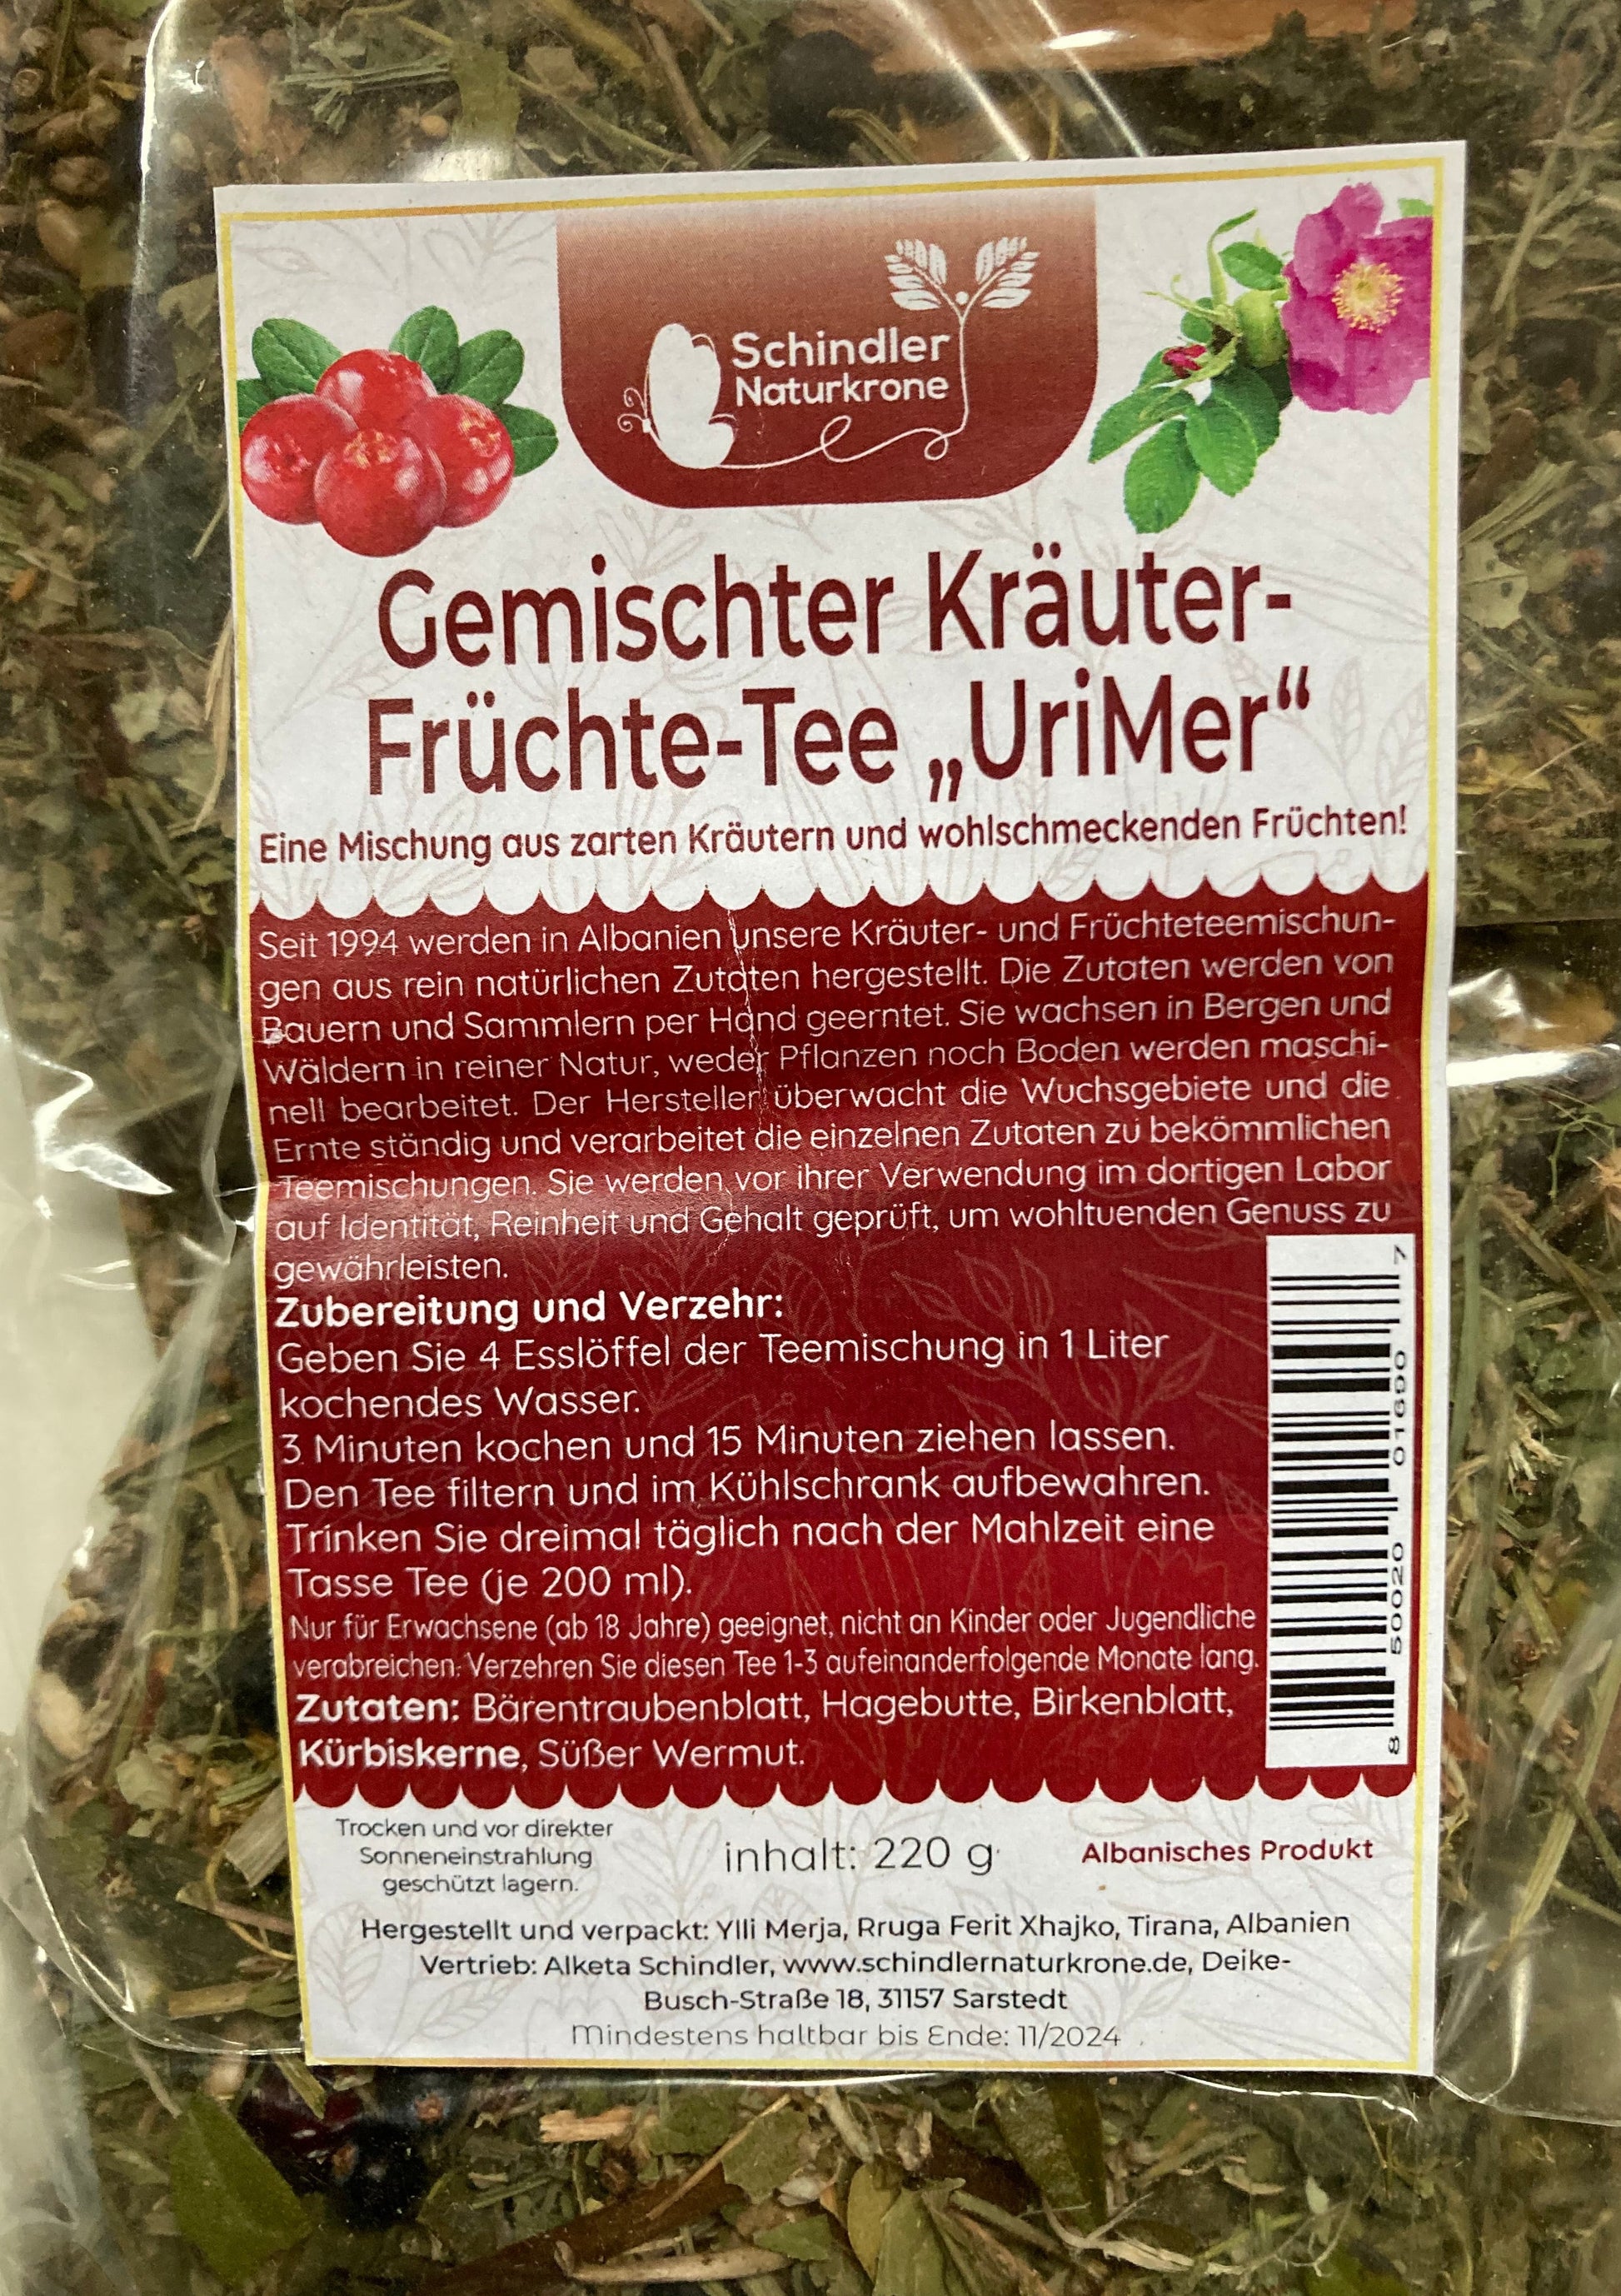 Schindler
Naturkrone
Gemischter Kräuter-
Früchte-Tee „UriMer“
Eine Mischung aus zarten Kräutern und wohlschmeckenden Früchten!
Seit 1994 werden in Albanien unsere Kräuter- und Früchteteemischun-
gen aus rein natürlichen Zutaten hergestellt. Die Zutaten werden von
Bauern und Sammlern per Hand geerntet. Sie wachsen in Bergen und
Wäldern in reiner Natur, weder Pflanzen noch Boden werden maschi-
nell bearbeitet. Der Hersteller überwacht die Wuchsgebiete und die
Ernte ständig und verarbeitet die einzelnen Zutaten zu bekömmlichen
Teemischungen. Sie werden vor ihrer Verwendung im dortigen Labor
auf Identität, Reinheit und Gehalt geprüft, um wohltuenden Genuss zu
gewährleisten.
Zubereitung und Verzehr:
Geben Sie 4 Esslöffel der Teemischung in 1 Liter
kochendes Wasser.
3 Minuten kochen und 15 Minuten ziehen lassen.
Den Tee filtern und im Kühlschrank aufbewahren.
Trinken Sie dreimal täglich nach der Mahlzeit eine
Tasse Tee (je 200 ml).
Nur für Erwachsene (ab 18 Jahre) geeignet, nicht an Kinder oder Jugendliche
verabreichen. Verzehren Sie diesen Tee 1-3 aufeinanderfolgende Monate lang.
Zutaten: Bärentraubenblatt, Hagebutte, Birkenblatt,
Kürbiskerne, Süßer Wermut.
8 50020 01690 7
Trocken und vor direkter
Sonneneinstrahlung
geschützt lagern.
inhalt: 220 g
Albanisches Produkt
Hergestellt und verpackt: Ylli Merja, Rruga Ferit Xhajko, Tirana, Albanien
Vertrieb: Alketa Schindler, www.schindlernaturkrone.de, Deike-
Busch-Straße 18, 31157 Sarstedt
Mindestens haltbar bis Ende: 11/2024